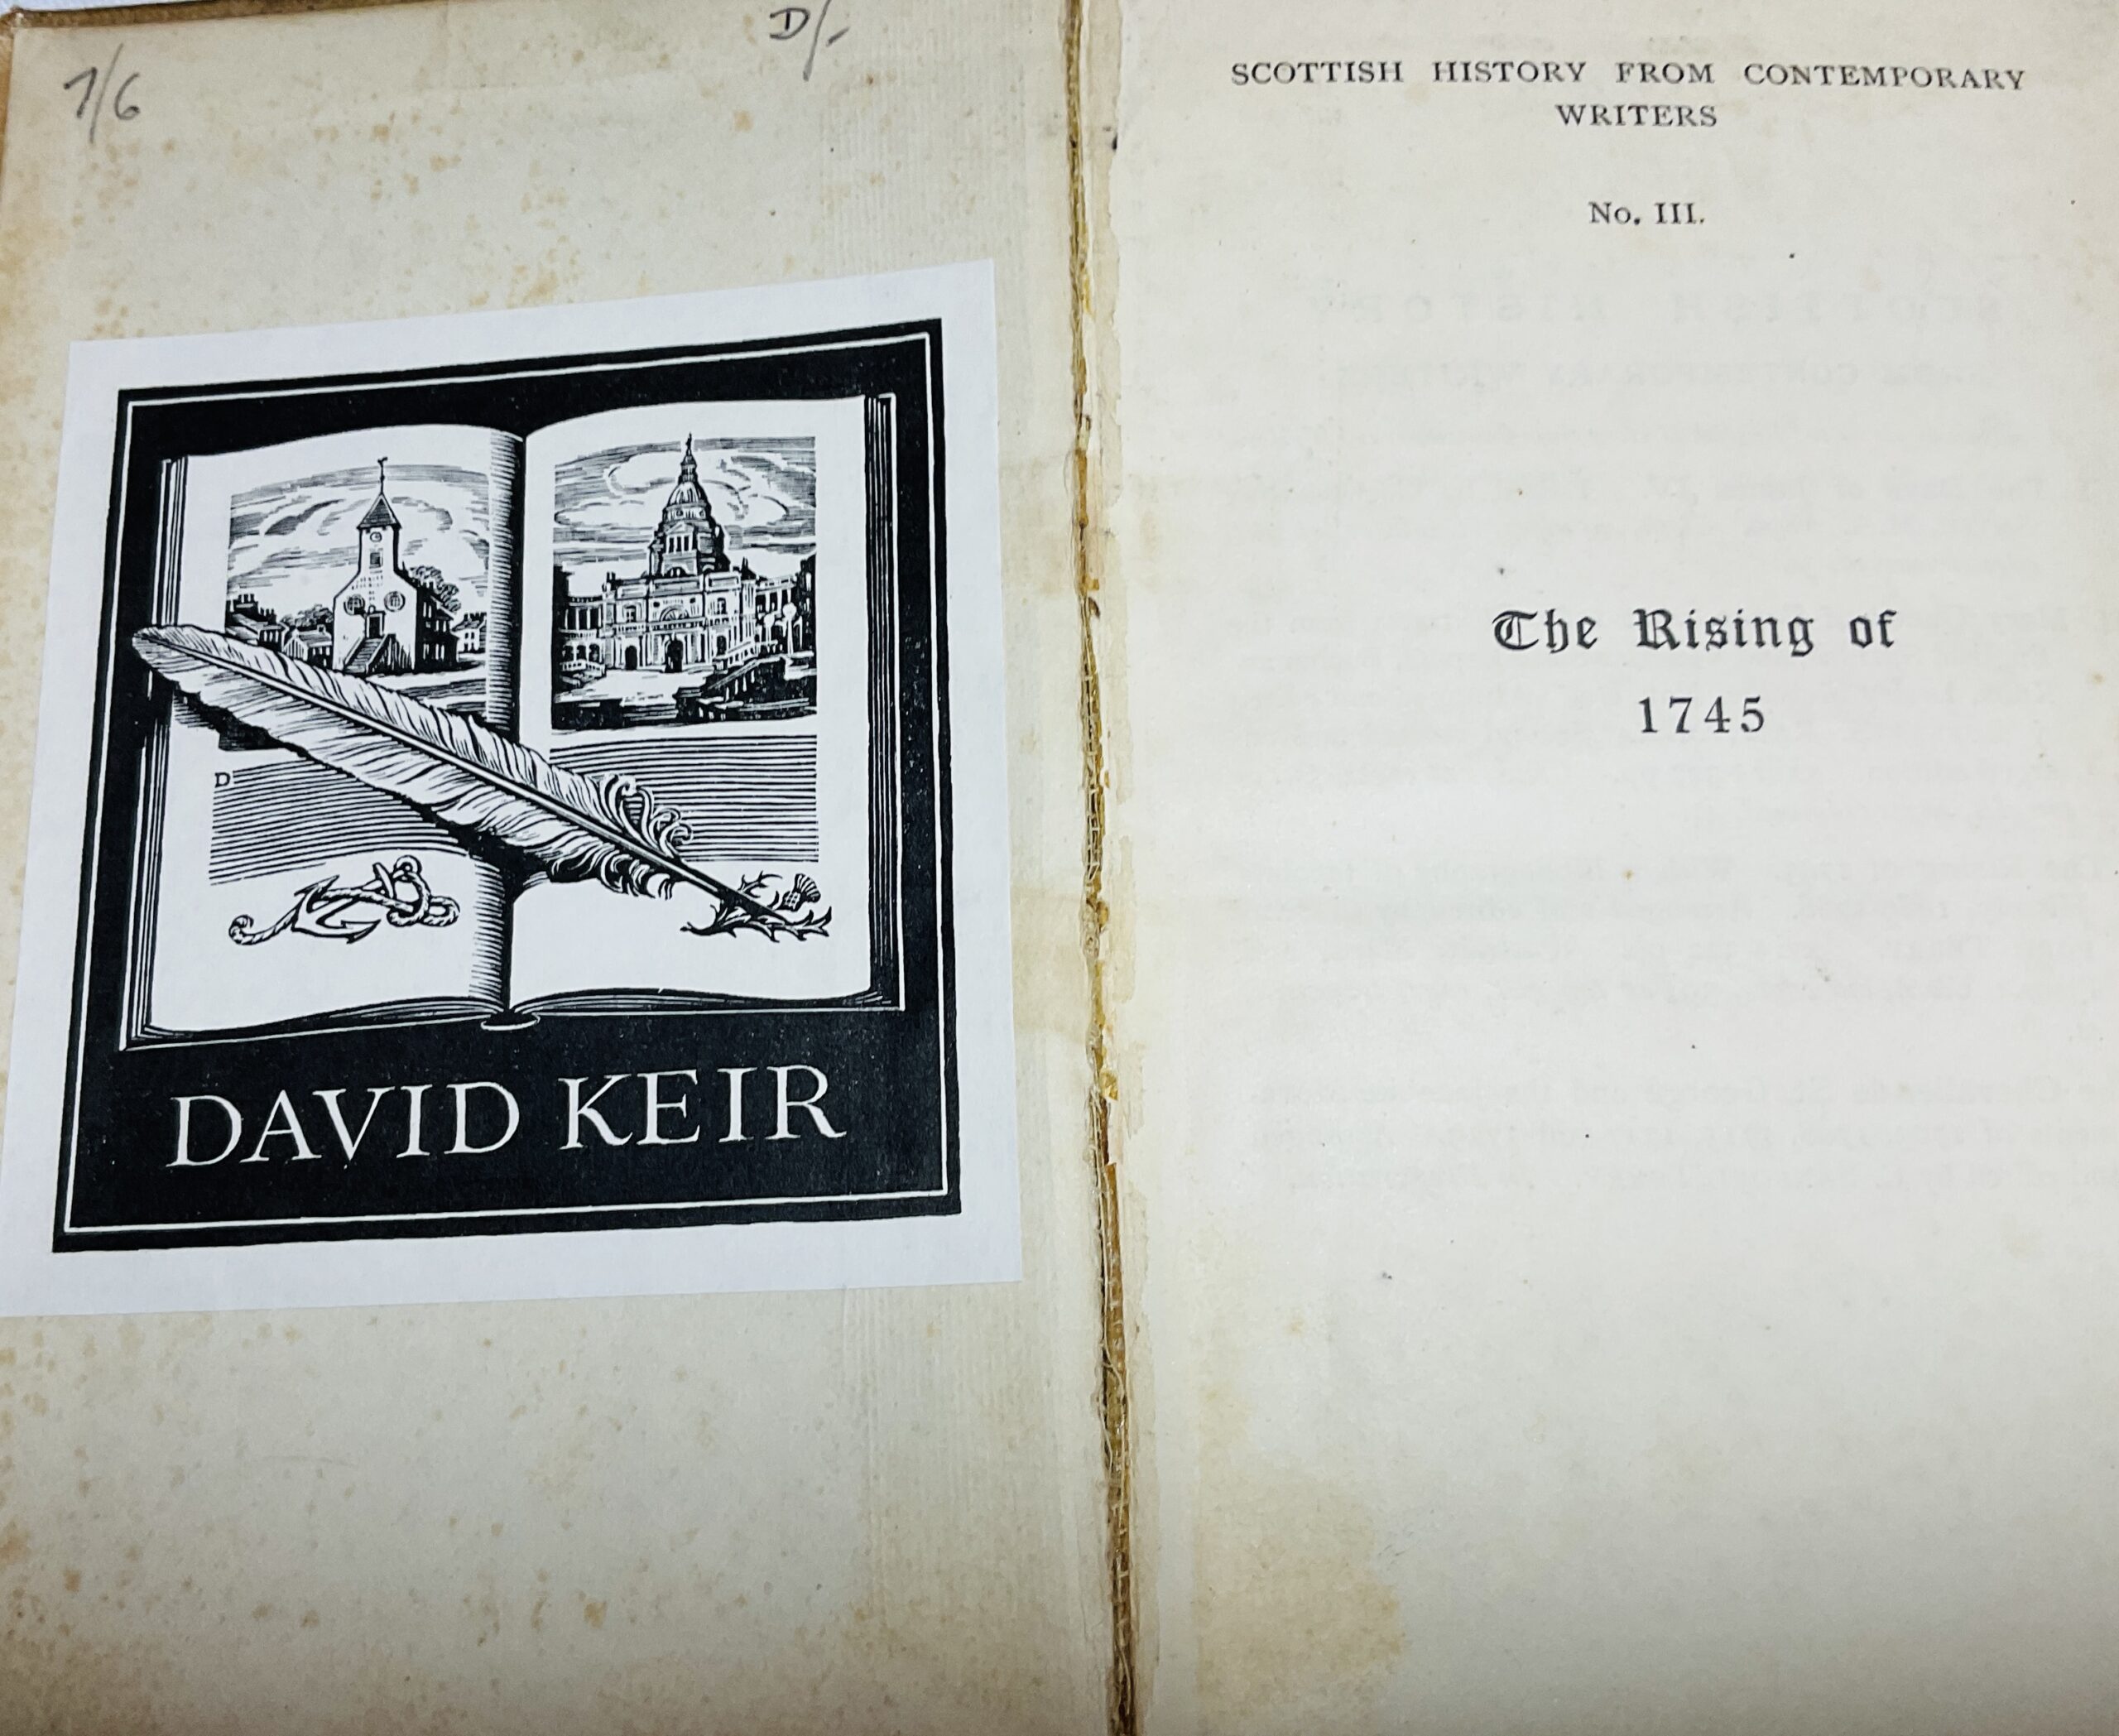 7/6
D/-
D
DAVID KEIR
SCOTTISH HISTORY FROM CONTEMPORARY
WRITERS
No. III.
The Rising of
1745